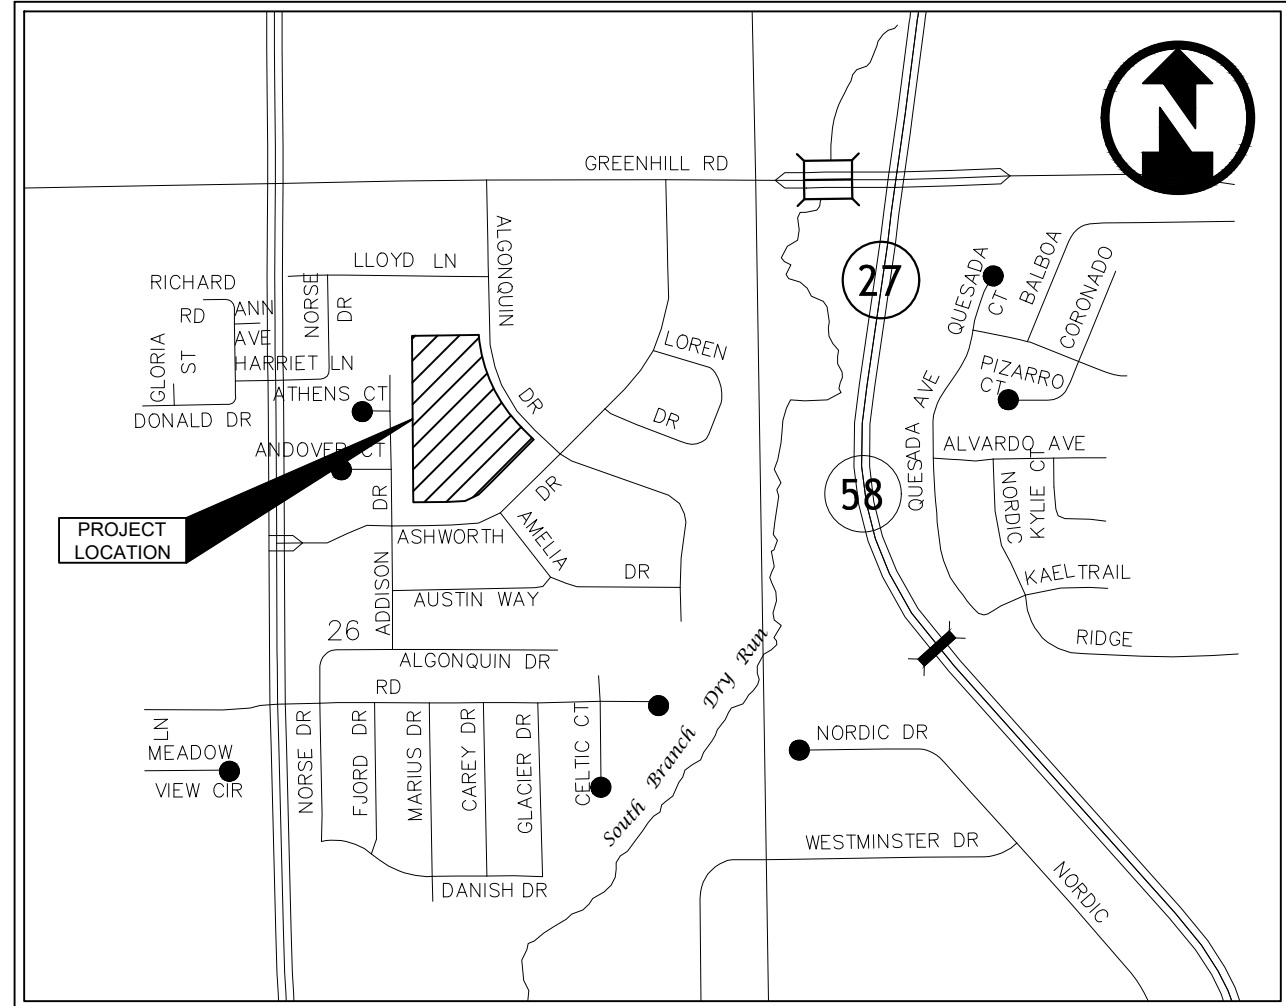 N
GREENHILL RD
ALGONQUIN
DR
LLOYD LN
NORSE
DR
RICHARD
RD
ANN
AVE
HARRIET LN
GLORIA
ST
DONALD DR
ATHENS CT
ANDOVER CT
LOREN
DR
27
58
QUESADA
CT
BALBOA
CORONADO
PIZARRO
CT
QUESADA AVE
ALVARDO AVE
NORDIC
KYLIE CT
KAEL TRAIL
RIDGE
PROJECT
LOCATION
ADDISON
DR
ASHWORTH
DR
AMELIA
DR
AUSTIN WAY
26
ALGONQUIN DR
RD
LN
MEADOW
VIEW CIR
NORSE DR
FJORD DR
MARIUS DR
CAREY DR
GLACIER DR
CELTIC CT
DANISH DR
South Branch Dry Run
NORDIC DR
WESTMINSTER DR
NORDIC